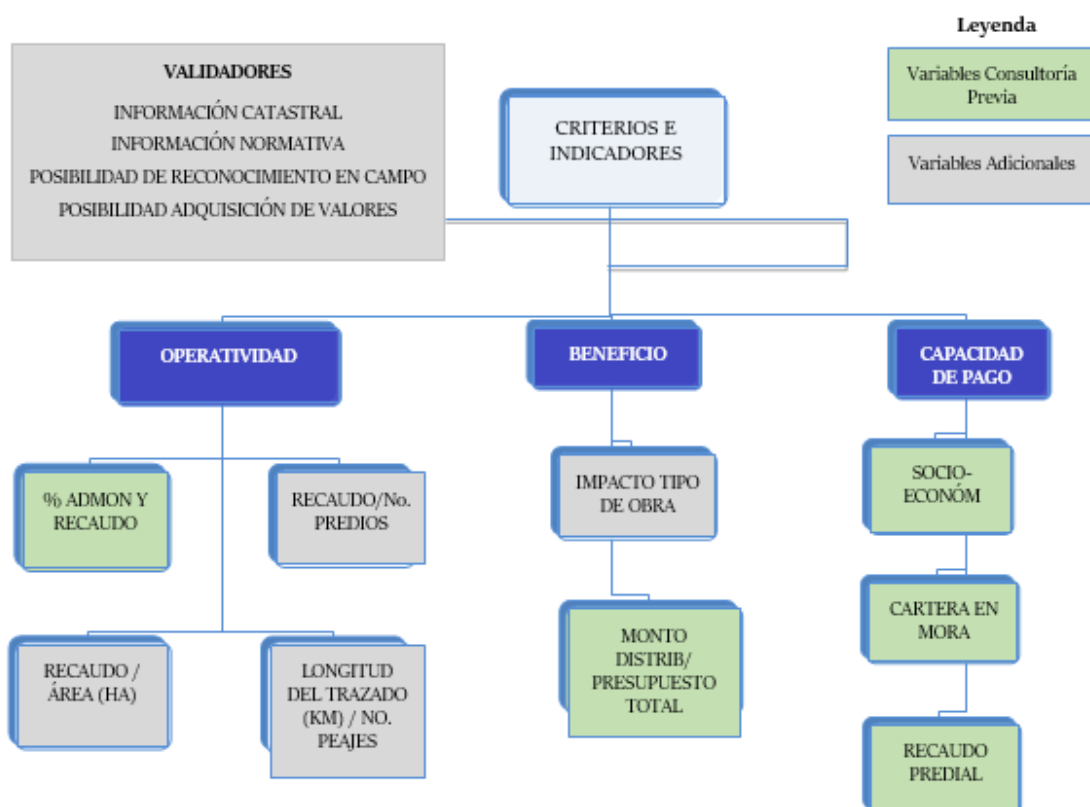 Leyenda
VALIDADORES
INFORMACIÓN CATASTRAL
INFORMACIÓN NORMATIVA
POSIBILIDAD DE RECONOCIMIENTO EN CAMPO
POSIBILIDAD ADQUISICIÓN DE VALORES
CRITERIOS E
INDICADORES
Variables Consultoría
Previa
Variables Adicionales
OPERATIVIDAD
BENEFICIO
CAPACIDAD
DE PAGO
% ADMON Y
RECAUDO
RECAUDO/No.
PREDIOS
IMPACTO TIPO
DE OBRA
SOCIO-
ECONÓM
RECAUDO /
ÁREA (HA)
LONGITUD
DEL TRAZADO
(KM) / NO.
PEAJES
MONTO
DISTRIB/
PRESUPUESTO
TOTAL
CARTERA EN
MORA
RECAUDO
PREDIAL